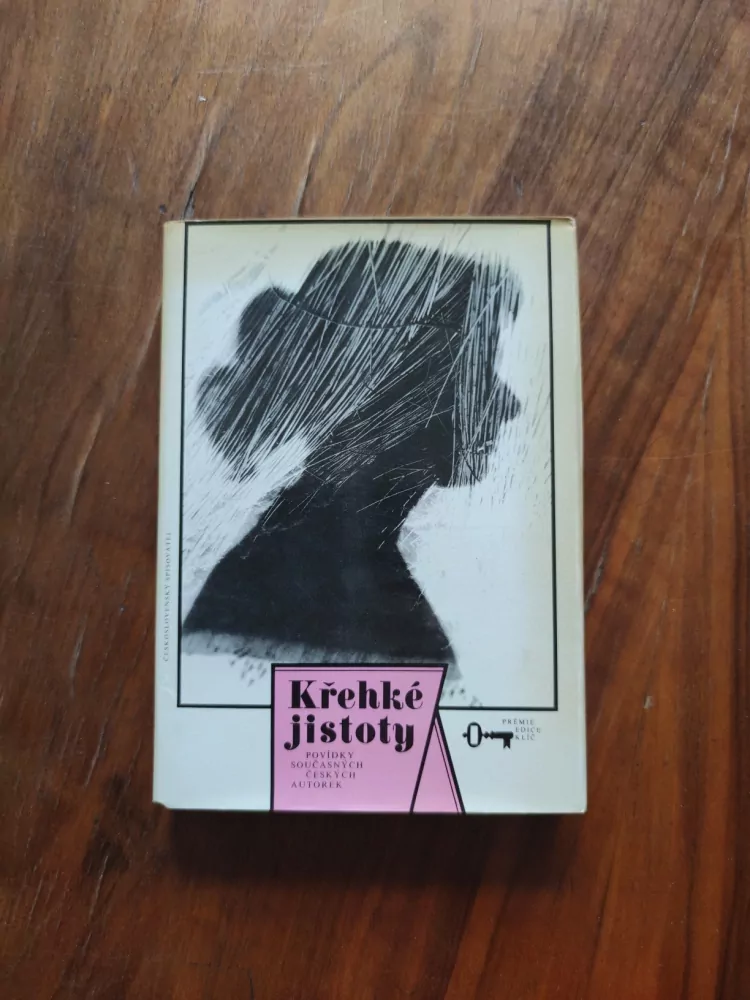 Křehké
jistoty
POVÍDKY
SOUČASNÝCH
ČESKÝCH
AUTOREK
PRÉMIE
EDICE
KLÍČ
ČESKOSLOVENSKÝ SPISOVATEL